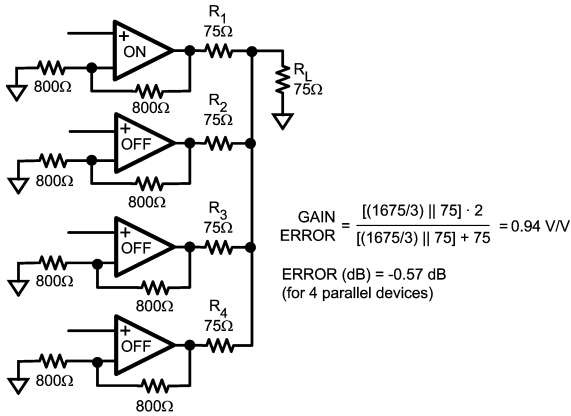 R1
75Ω
+
ON
800Ω
800Ω
RL
75Ω
R2
75Ω
+
OFF
800Ω
800Ω
R3
75Ω
+
OFF
800Ω
800Ω
R4
75Ω
+
OFF
800Ω
800Ω
GAIN ERROR = [(1675/3) || 75] · 2 / [(1675/3) || 75] + 75 = 0.94 V/V
ERROR (dB) = -0.57 dB
(for 4 parallel devices)